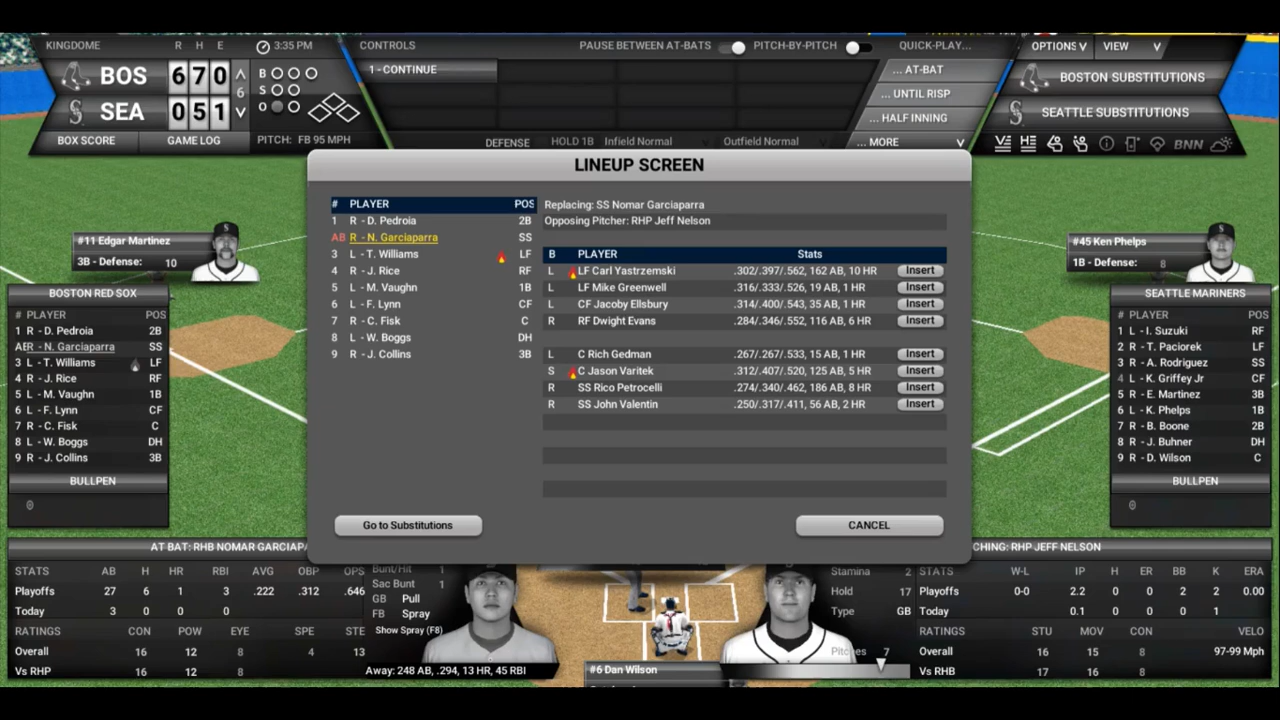 KINGDOME R H E 3:35 PM
BOS 6 7 0
6
SEA 0 5 1
B
S
O
BOX SCORE GAME LOG PITCH: FB 95 MPH
CONTROLS PAUSE BETWEEN AT-BATS PITCH-BY-PITCH QUICK-PLAY...
1 - CONTINUE
... AT-BAT
... UNTIL RISP
... HALF INNING
... MORE
DEFENSE HOLD 1B Infield Normal Outfield Normal
OPTIONS VIEW
BOSTON SUBSTITUTIONS
SEATTLE SUBSTITUTIONS
BNN
LINEUP SCREEN
# PLAYER POS
1 R - D. Pedroia 2B
AB R - N. Garciaparra SS
3 L - T. Williams LF
4 R - J. Rice RF
5 L - M. Vaughn 1B
6 L - F. Lynn CF
7 R - C. Fisk C
8 L - W. Boggs DH
9 R - J. Collins 3B
Replacing: SS Nomar Garciaparra
Opposing Pitcher: RHP Jeff Nelson
B PLAYER Stats
L LF Carl Yastrzemski .302/.397/.562, 162 AB, 10 HR Insert
L LF Mike Greenwell .316/.333/.526, 19 AB, 1 HR Insert
L CF Jacoby Ellsbury .314/.400/.543, 35 AB, 1 HR Insert
R RF Dwight Evans .284/.346/.552, 116 AB, 6 HR Insert
L C Rich Gedman .267/.267/.533, 15 AB, 1 HR Insert
S C Jason Varitek .312/.407/.520, 125 AB, 5 HR Insert
R SS Rico Petrocelli .274/.340/.462, 186 AB, 8 HR Insert
R SS John Valentin .250/.317/.411, 56 AB, 2 HR Insert
Go to Substitutions CANCEL
#11 Edgar Martinez
3B - Defense: 10
#45 Ken Phelps
1B - Defense: 8
BOSTON RED SOX
# PLAYER POS
1 R - D. Pedroia 2B
AB R - N. Garciaparra SS
3 L - T. Williams LF
4 R - J. Rice RF
5 L - M. Vaughn 1B
6 L - F. Lynn CF
7 R - C. Fisk C
8 L - W. Boggs DH
9 R - J. Collins 3B
BULLPEN
SEATTLE MARINERS
# PLAYER POS
1 L - I. Suzuki RF
2 R - T. Paciorek LF
3 R - A. Rodriguez SS
4 L - K. Griffey Jr CF
5 R - E. Martinez 3B
6 L - K. Phelps 1B
7 R - B. Boone 2B
8 R - J. Buhner DH
9 R - D. Wilson C
BULLPEN
AT BAT: RHB NOMAR GARCIAP
STATS AB H HR RBI AVG OBP OPS
Playoffs 27 6 1 3 .222 .312 .646
Today 3 0 0 0
RATINGS CON POW EYE SPE STE
Overall 16 12 8 4 13
Vs RHP 16 12 8
Bunt/Hit 1
Sac Bunt 1
GB Pull
FB Spray
Show Spray (F8)
Away: 248 AB, .294, 13 HR, 45 RBI
#6 Dan Wilson
Stamina 2
Hold 17
Type GB
Pitches 7
CHING: RHP JEFF NELSON
STATS W-L IP H ER BB K ERA
Playoffs 0-0 2.2 0 0 2 2 0.00
Today 0.1 0 0 0 1
RATINGS STU MOV CON VELO
Overall 16 15 8 97-99 Mph
Vs RHB 17 16 8